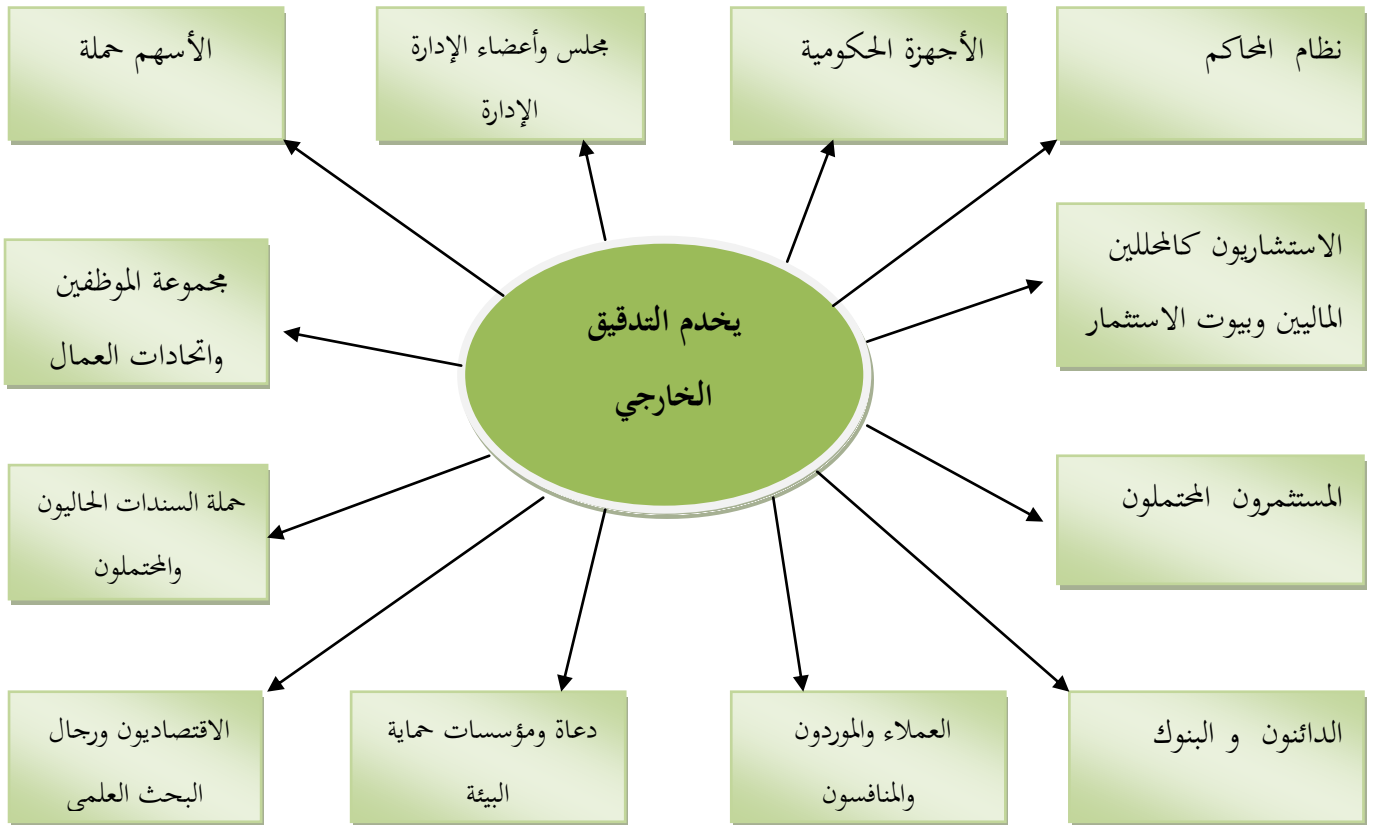 نظام المحاكم
الأجهزة الحكومية
مجلس وأعضاء الإدارة
الإدارة
الأسهم حملة
الاستشاريون كالمحللين
الماليين وبيوت الاستثمار
يخدم التدقيق
الخارجي
مجموعة الموظفين
واتحادات العمال
المستثمرون المحتملون
حملة السندات الحاليون
والمحتملون
الدائنون و البنوك
العملاء والموردون
والمنافسون
دعاة ومؤسسات حماية
البيئة
الاقتصاديون ورجال
البحث العلمي